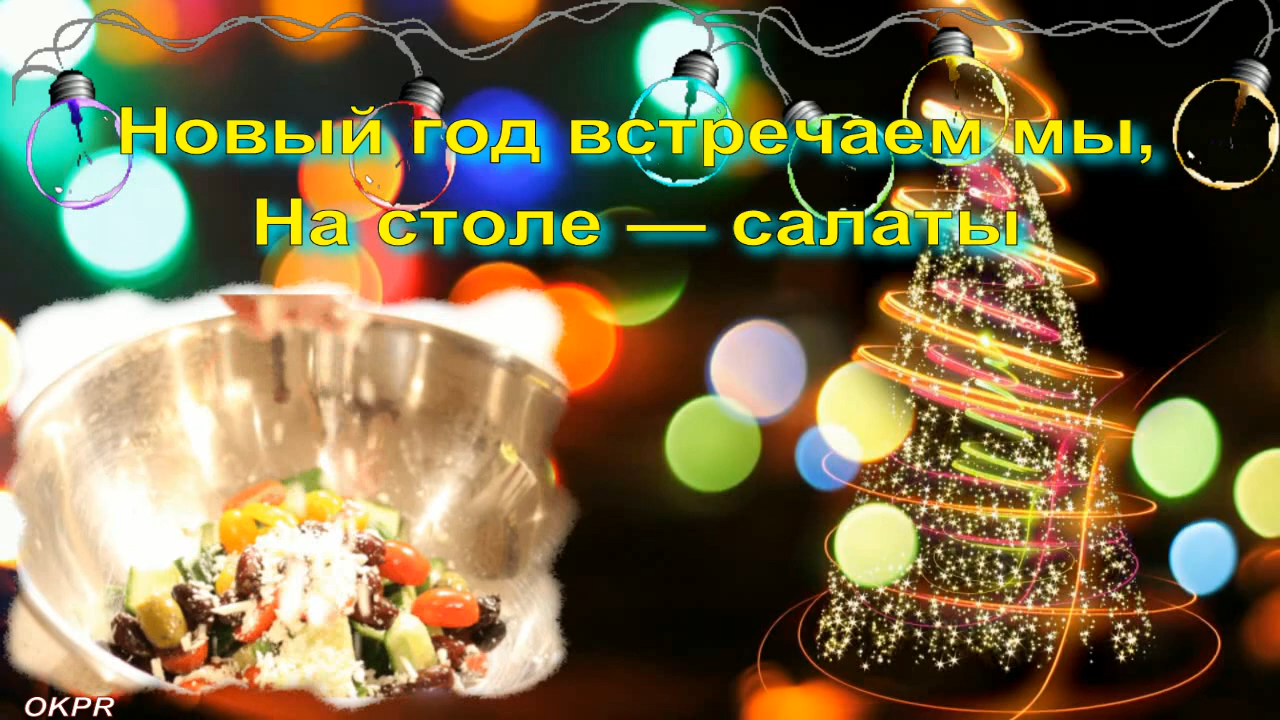 Новый год встречаем мы,
На столе — салаты
OKPR